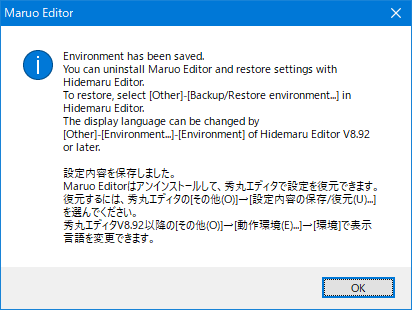 Maruo Editor
Environment has been saved.
You can uninstall Maruo Editor and restore settings with
Hidemaru Editor.
To restore, select [Other]-[Backup/Restore environment...] in
Hidemaru Editor.
The display language can be changed by
[Other]-[Environment...]-[Environment] of Hidemaru Editor V8.92
or later.
設定内容を保存しました。
Maruo Editorはアンインストールして、秀丸エディタで設定を復元できます。
復元するには、秀丸エディタの[その他(O)]→[設定内容の保存/復元(U)...]
を選んでください。
秀丸エディタV8.92以降の[その他(O)]→[動作環境(E)...]→[環境]で表示
言語を変更できます。
OK